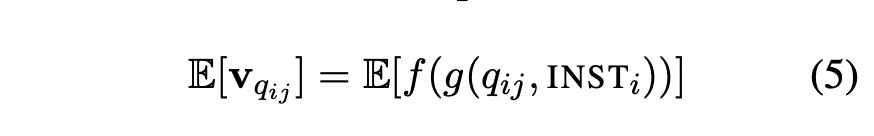 𝔼[𝐯_{q_{ij}}] = 𝔼[f(g(q_{ij}, INST_i))] (5)